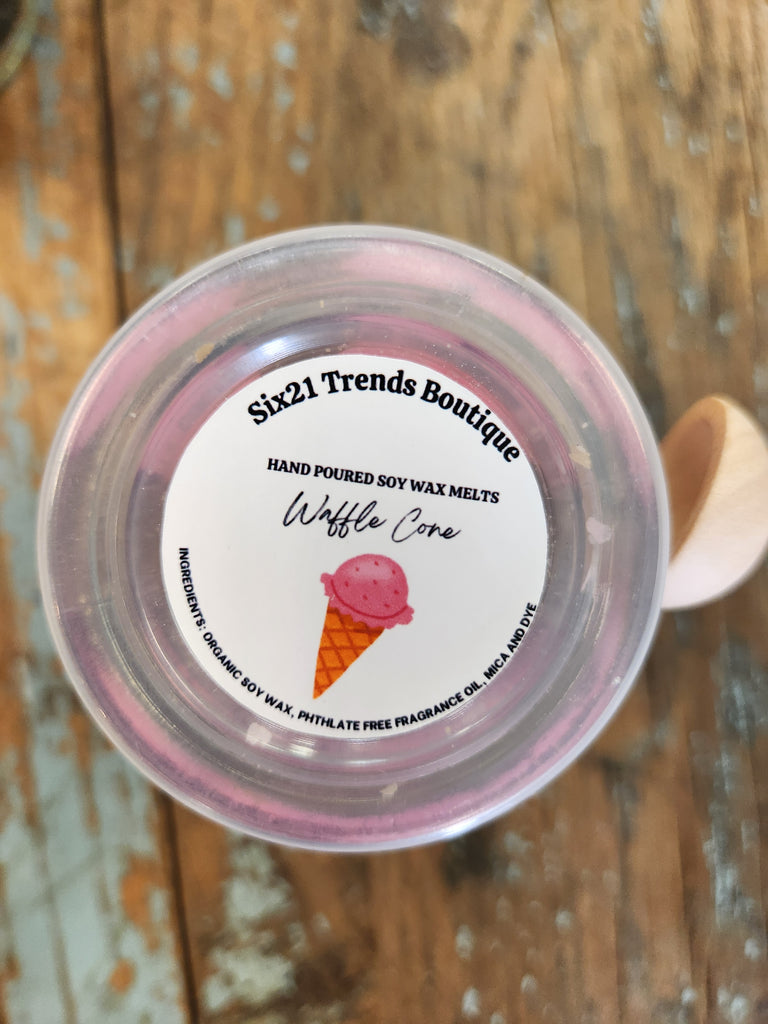 Six21 Trends Boutique
HAND POURED SOY WAX MELTS
Waffle Cone
INGREDIENTS: ORGANIC SOY WAX, PHTHLATE FREE FRAGRANCE OIL, MICA AND DYE